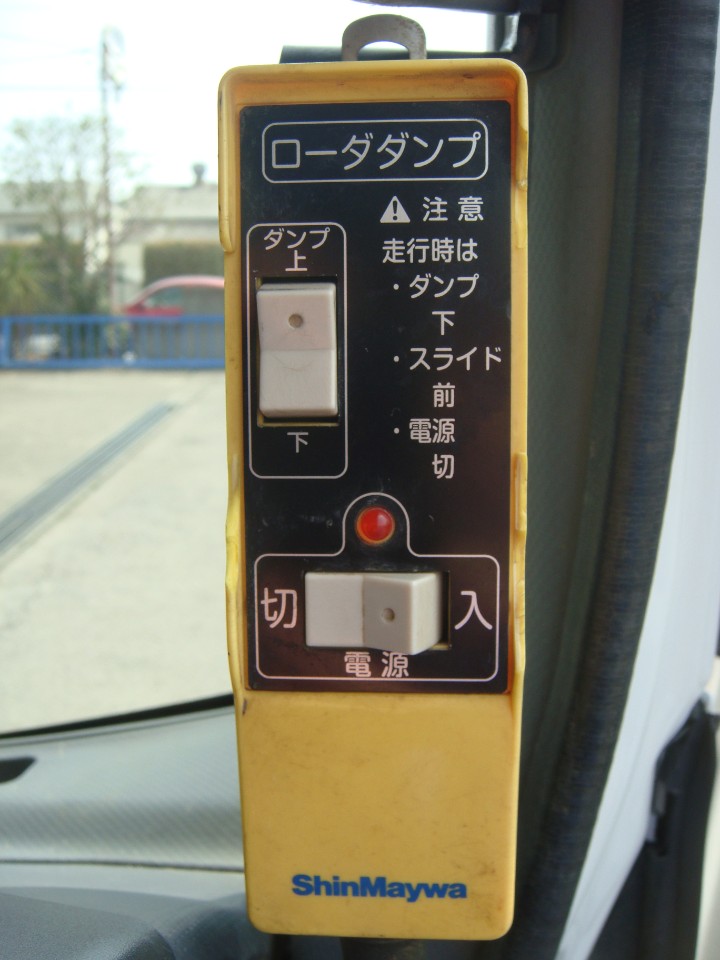 ローダダンプ
⚠ 注意
走行時は
・ダンプ
下
・スライド
前
・電源
切
ダンプ
上
下
切
入
電源
ShinMaywa